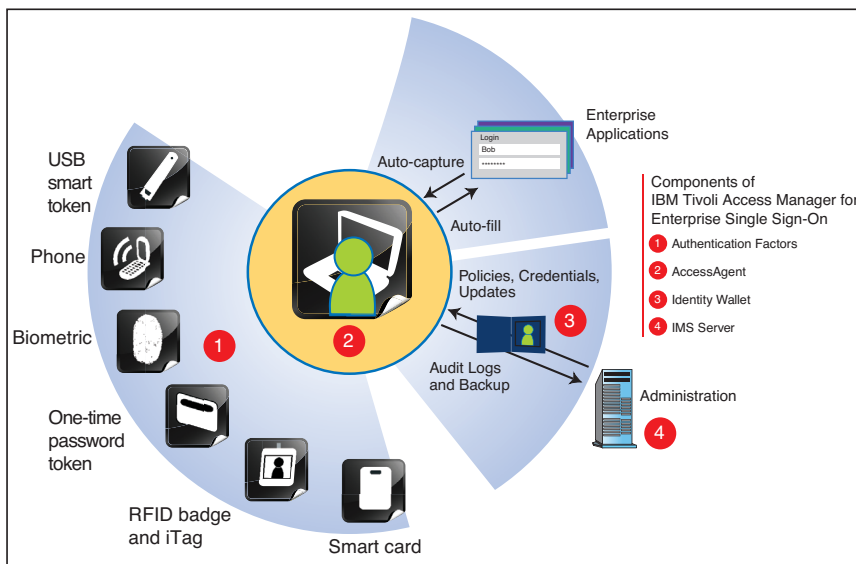 USB
smart
token
Phone
Biometric
One-time
password
token
RFID badge
and iTag
Smart card
1
2
Auto-capture
Auto-fill
Login
Bob
********
Enterprise
Applications
Policies, Credentials,
Updates
3
Audit Logs
and Backup
Administration
4
Components of
IBM Tivoli Access Manager for
Enterprise Single Sign-On
1 Authentication Factors
2 AccessAgent
3 Identity Wallet
4 IMS Server